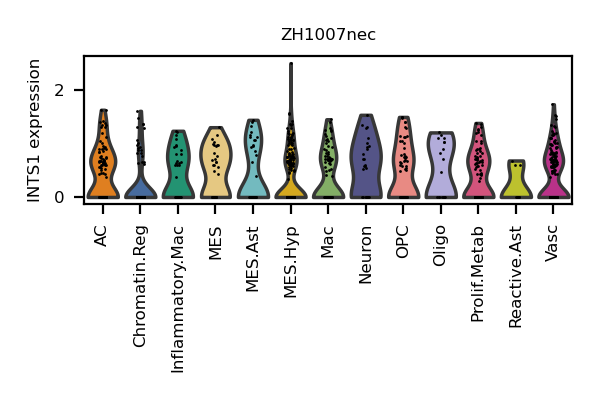 ZH1007nec
INTS1 expression
2
0
AC
Chromatin.Reg
Inflammatory.Mac
MES
MES.Ast
MES.Hyp
Mac
Neuron
OPC
Oligo
Prolif.Metab
Reactive.Ast
Vasc